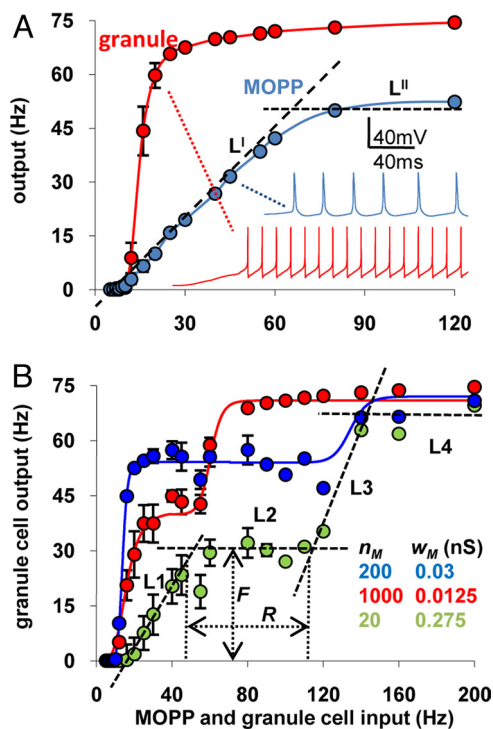 A
75
60
45
30
15
0
output (Hz)
granule
MOPP
L^I
L^II
40mV
40ms
0 30 60 90 120
B
75
60
45
30
15
0
granule cell output (Hz)
L1
L2
L3
L4
F
R
n_M w_M (nS)
200 0.03
1000 0.0125
20 0.275
0 40 80 120 160 200
MOPP and granule cell input (Hz)